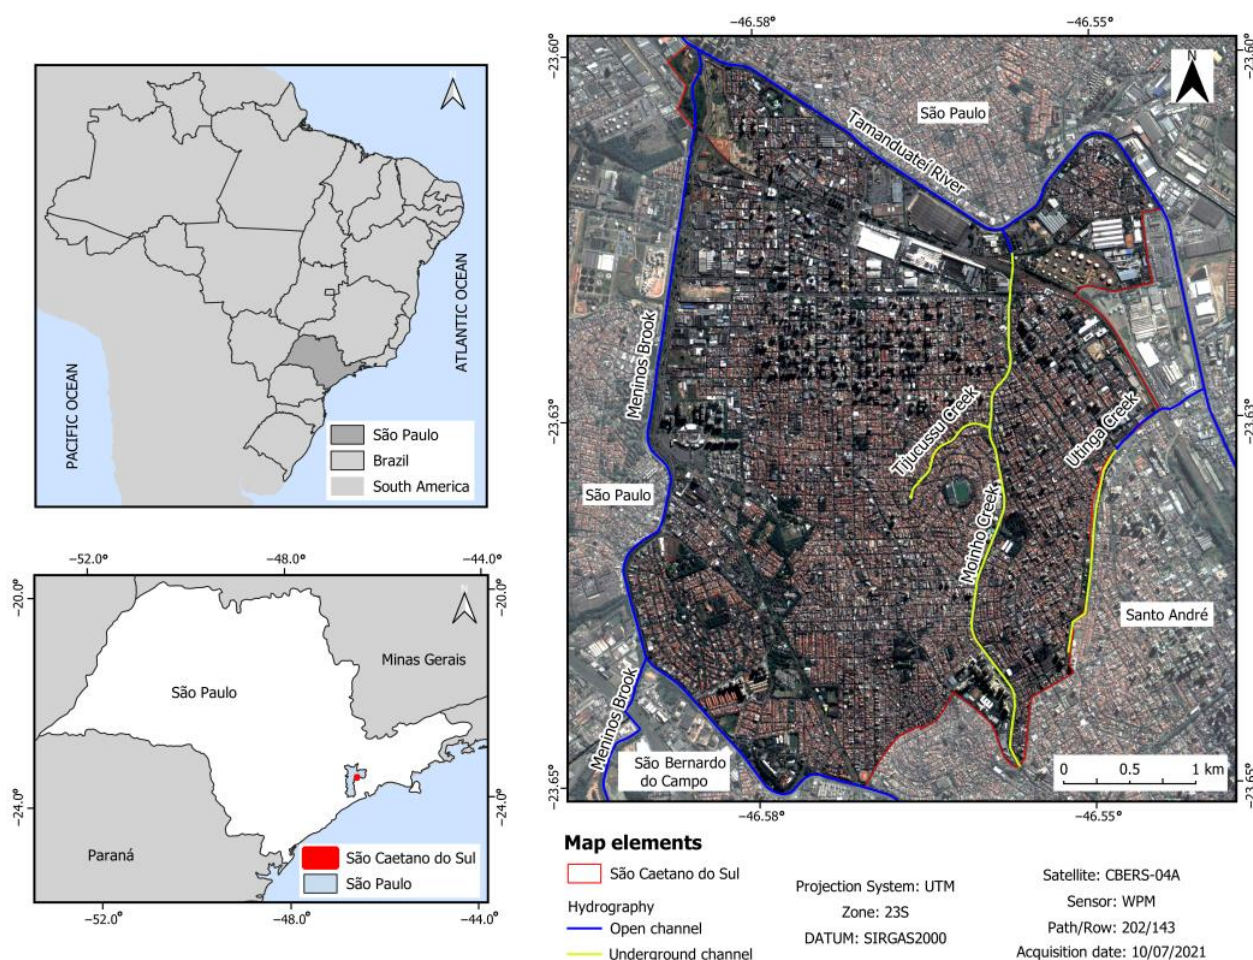 N
PACIFIC OCEAN
ATLANTIC OCEAN
São Paulo
Brazil
South America
−52.0°
−48.0°
−44.0°
−20.0°
−20.0°
N
Minas Gerais
São Paulo
−24.0°
−24.0°
Paraná
São Caetano do Sul
São Paulo
−52.0°
−48.0°
−44.0°
−46.58°
−46.55°
−23.60°
−23.60°
N
São Paulo
Tamanduateí River
Meninos Brook
−23.63°
−23.63°
Tijucussu Creek
Utinga Creek
São Paulo
Moinho Creek
Santo André
Meninos Brook
São Bernardo
do Campo
0 0.5 1 km
−23.65°
−23.65°
−46.58°
−46.55°
Map elements
São Caetano do Sul
Hydrography
Open channel
Underground channel
Projection System: UTM
Zone: 23S
DATUM: SIRGAS2000
Satellite: CBERS-04A
Sensor: WPM
Path/Row: 202/143
Acquisition date: 10/07/2021